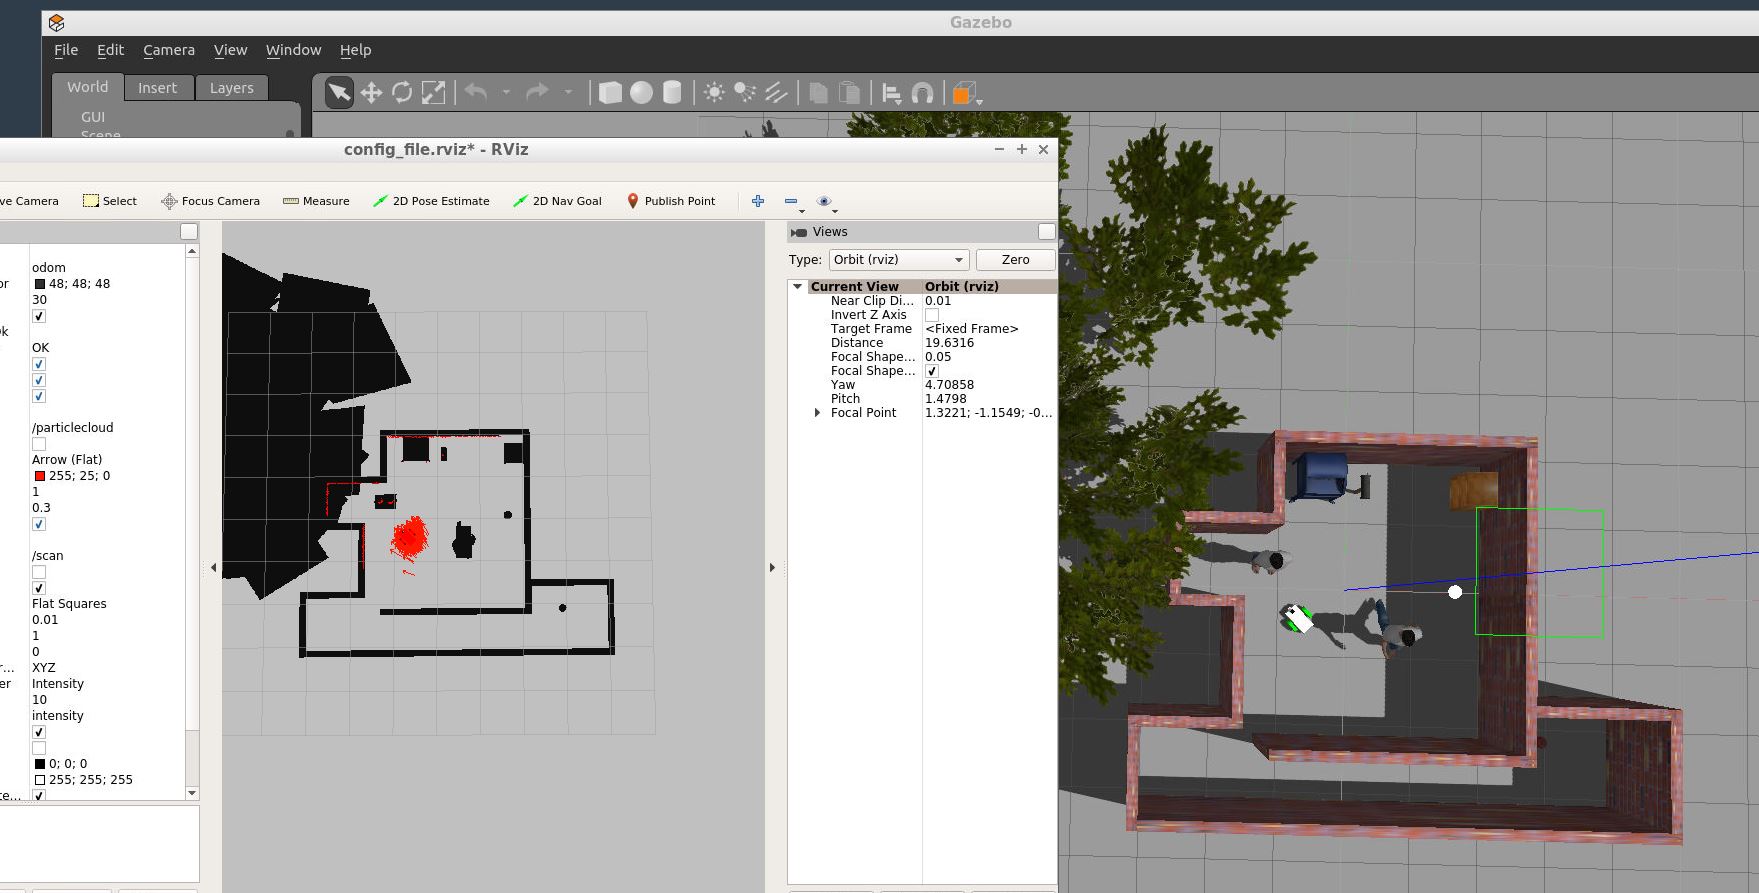 Gazebo
File Edit Camera View Window Help
World Insert Layers
GUI
Scene
config_file.rviz* - RViz
ve Camera Select Focus Camera Measure 2D Pose Estimate 2D Nav Goal Publish Point
Views
Type: Orbit (rviz) Zero
odom
or 48; 48; 48
30
OK
/particlecloud
Arrow (Flat)
255; 25; 0
1
0.3
/scan
Flat Squares
0.01
1
0
r... XYZ
er Intensity
10
intensity
0; 0; 0
255; 255; 255
te...
Current View Orbit (rviz)
Near Clip Di... 0.01
Invert Z Axis
Target Frame <Fixed Frame>
Distance 19.6316
Focal Shape... 0.05
Focal Shape...
Yaw 4.70858
Pitch 1.4798
Focal Point 1.3221; -1.1549; -0...